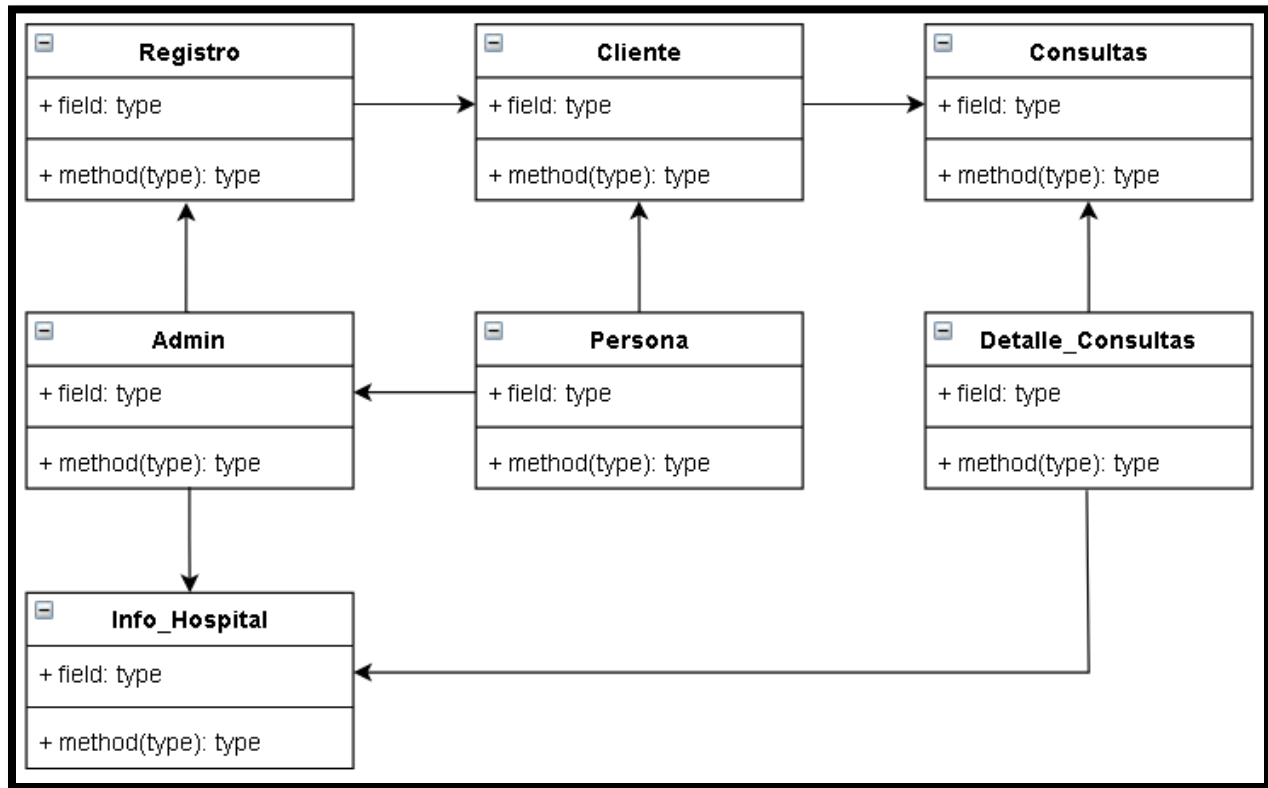 Registro
+ field: type
+ method(type): type
Cliente
+ field: type
+ method(type): type
Consultas
+ field: type
+ method(type): type
Admin
+ field: type
+ method(type): type
Persona
+ field: type
+ method(type): type
Detalle_Consultas
+ field: type
+ method(type): type
Info_Hospital
+ field: type
+ method(type): type